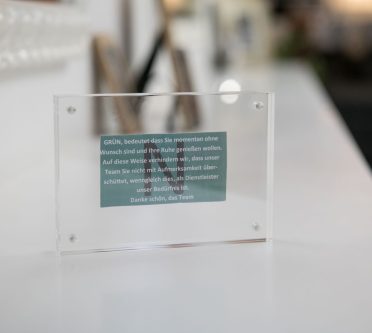 GRÜN, bedeutet dass Sie momentan ohne
Wunsch sind und Ihre Ruhe genießen wollen.
Auf diese Weise verhindern wir, dass unser
Team Sie nicht mit Aufmerksamkeit über-
schüttet, wenngleich dies, als Dienstleister
unser Bedürfnis ist.
Danke schön, das Team